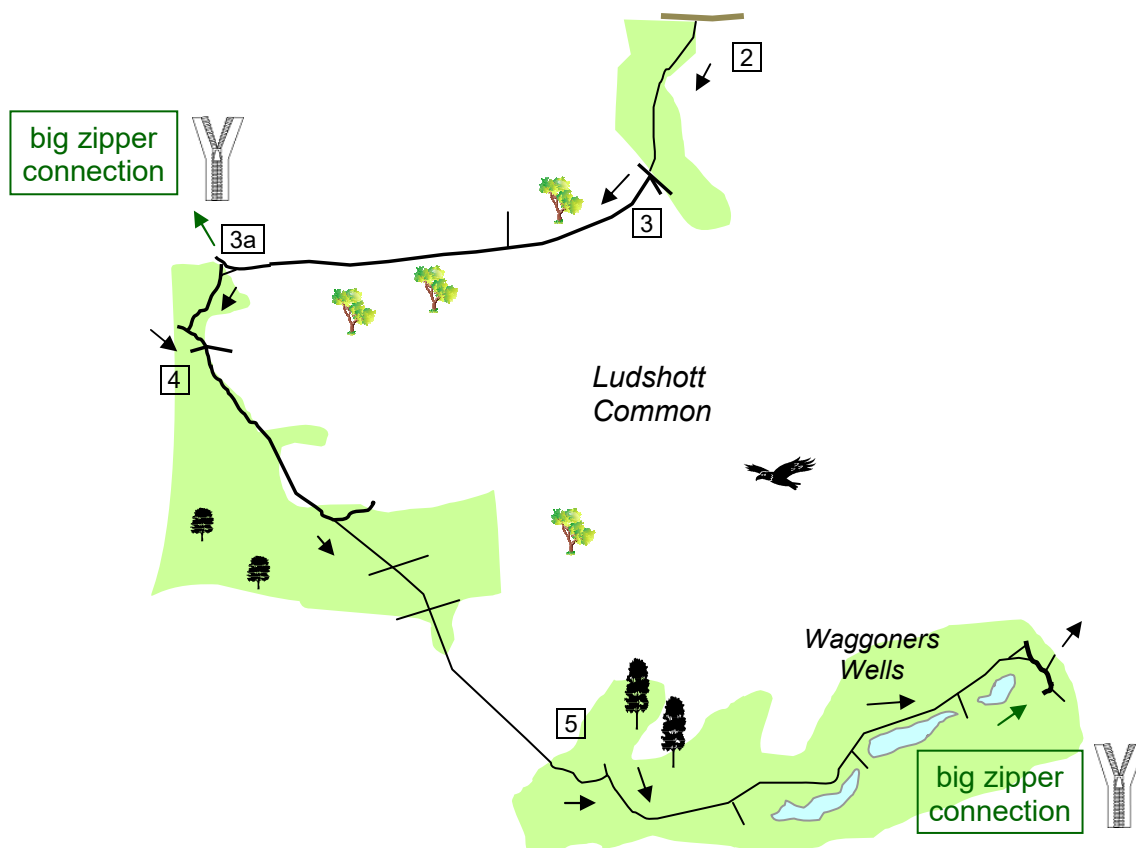 2
big zipper
connection
3
3a
4
Ludshott
Common
Waggoners
Wells
5
big zipper
connection